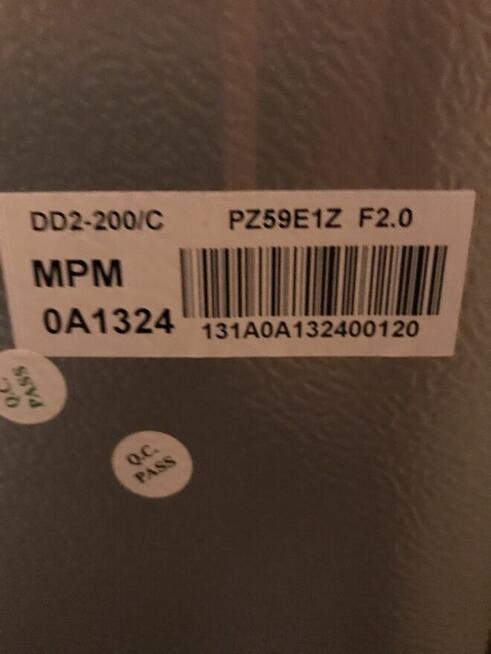 DD2-200/C PZ59E1Z F2.0
MPM
0A1324
131A0A132400120
Q.C.
PASS
Q.C.
PASS